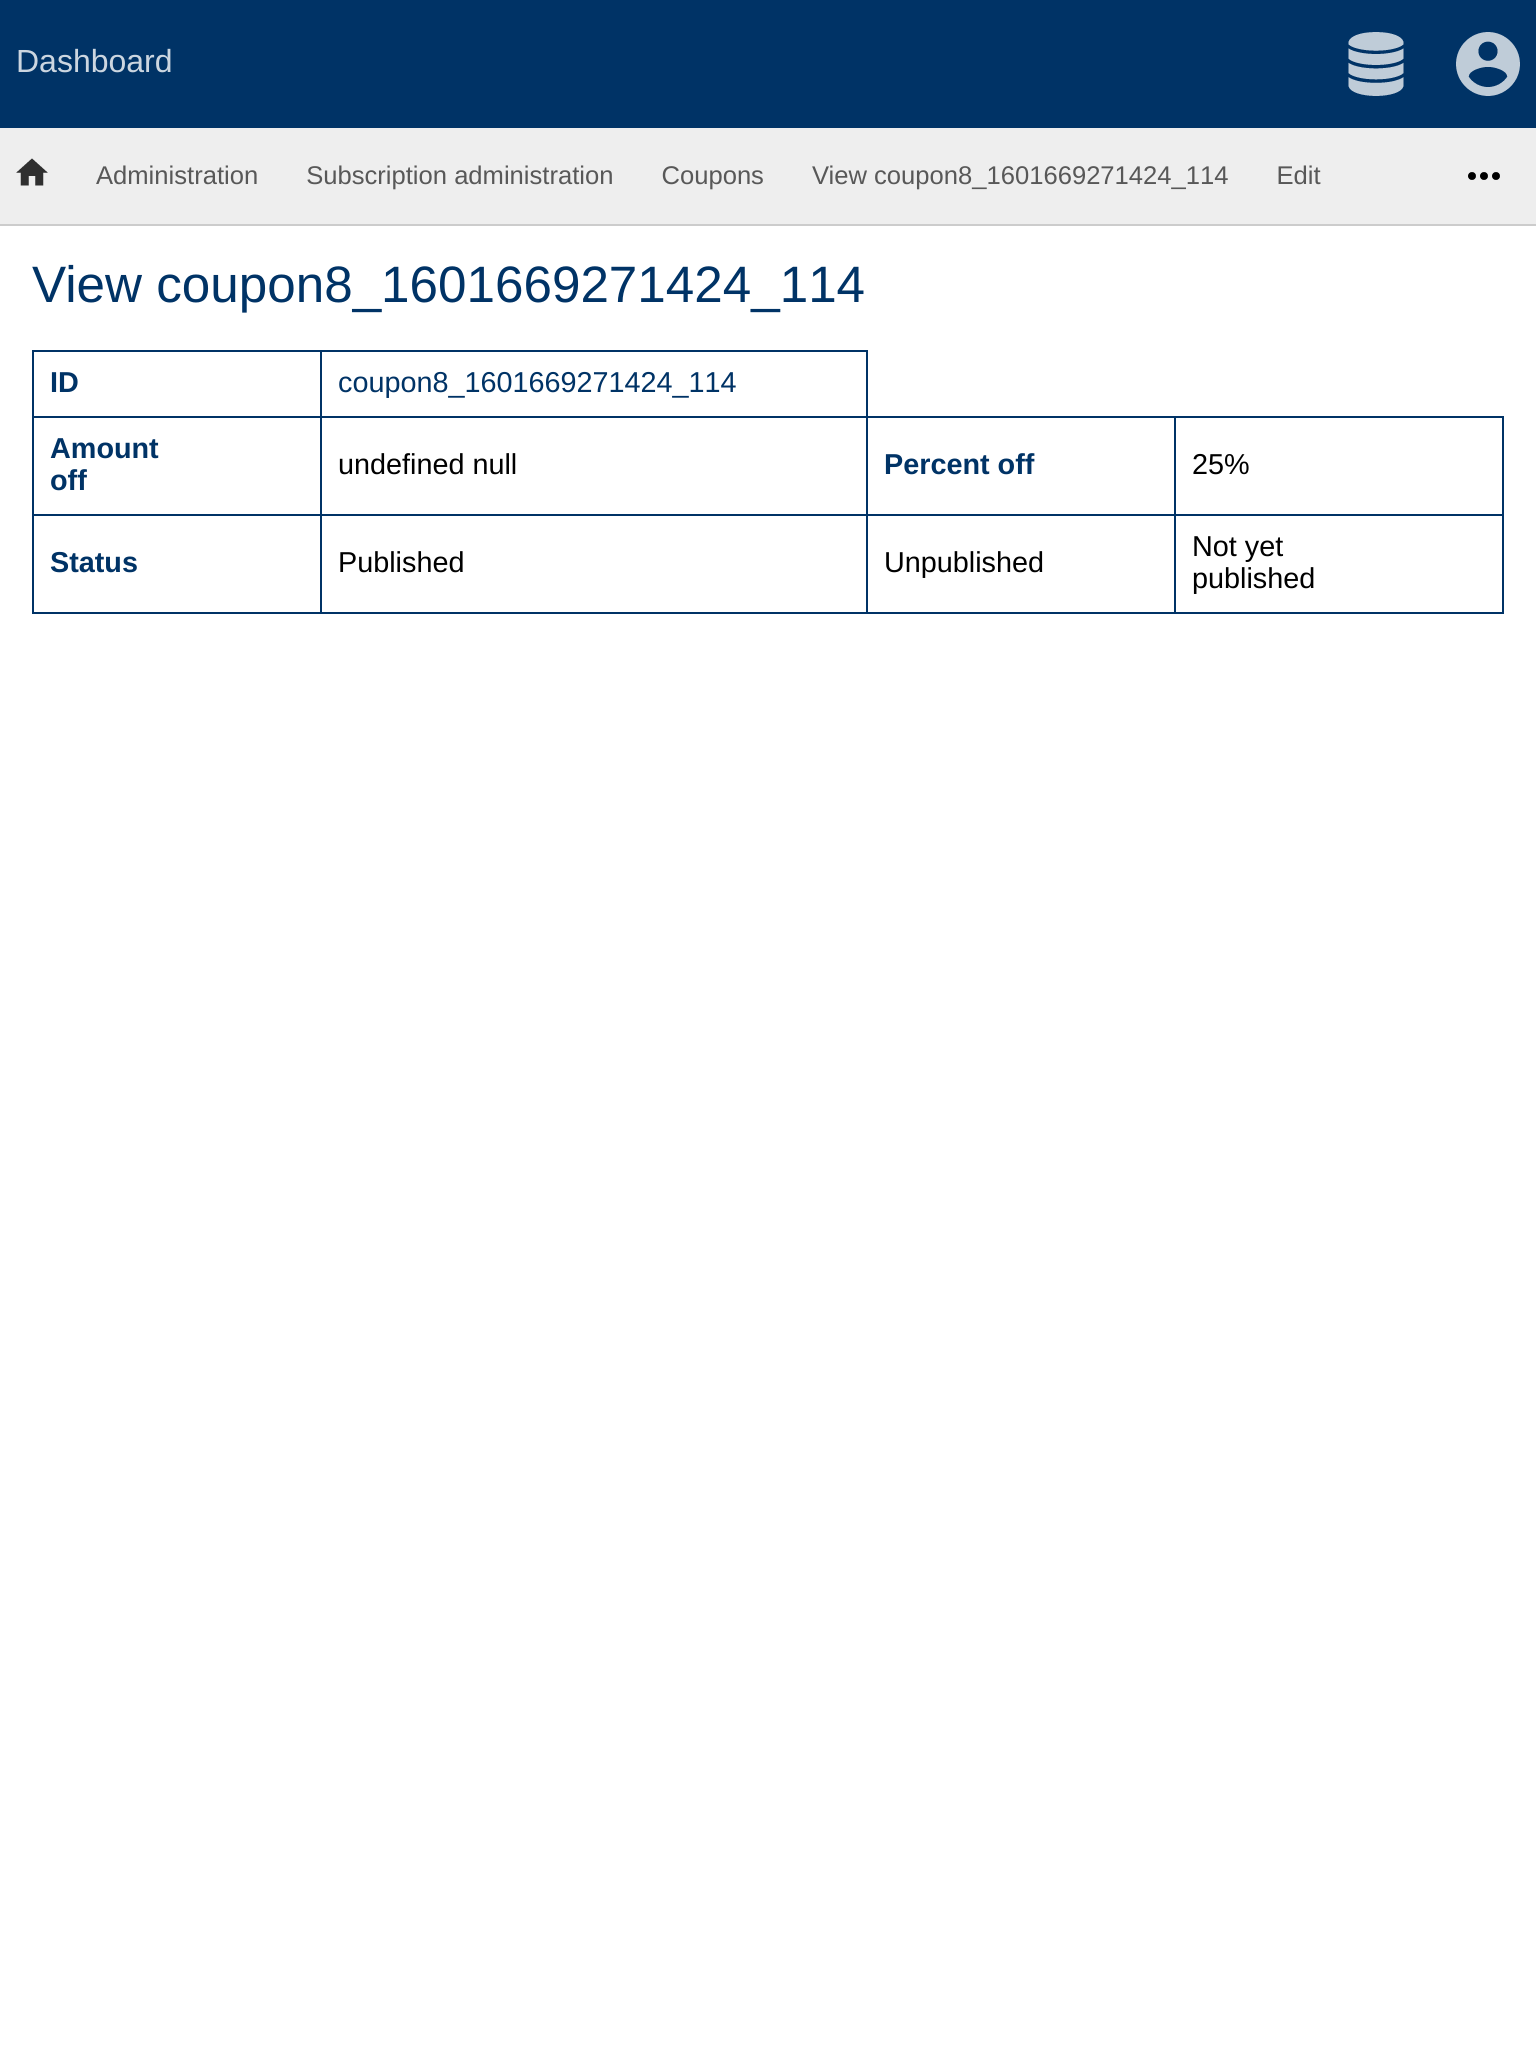 Dashboard
Administration Subscription administration Coupons View coupon8_1601669271424_114 Edit
View coupon8_1601669271424_114
ID coupon8_1601669271424_114
Amount
off
undefined null Percent off 25%
Status Published Unpublished
Not yet
published